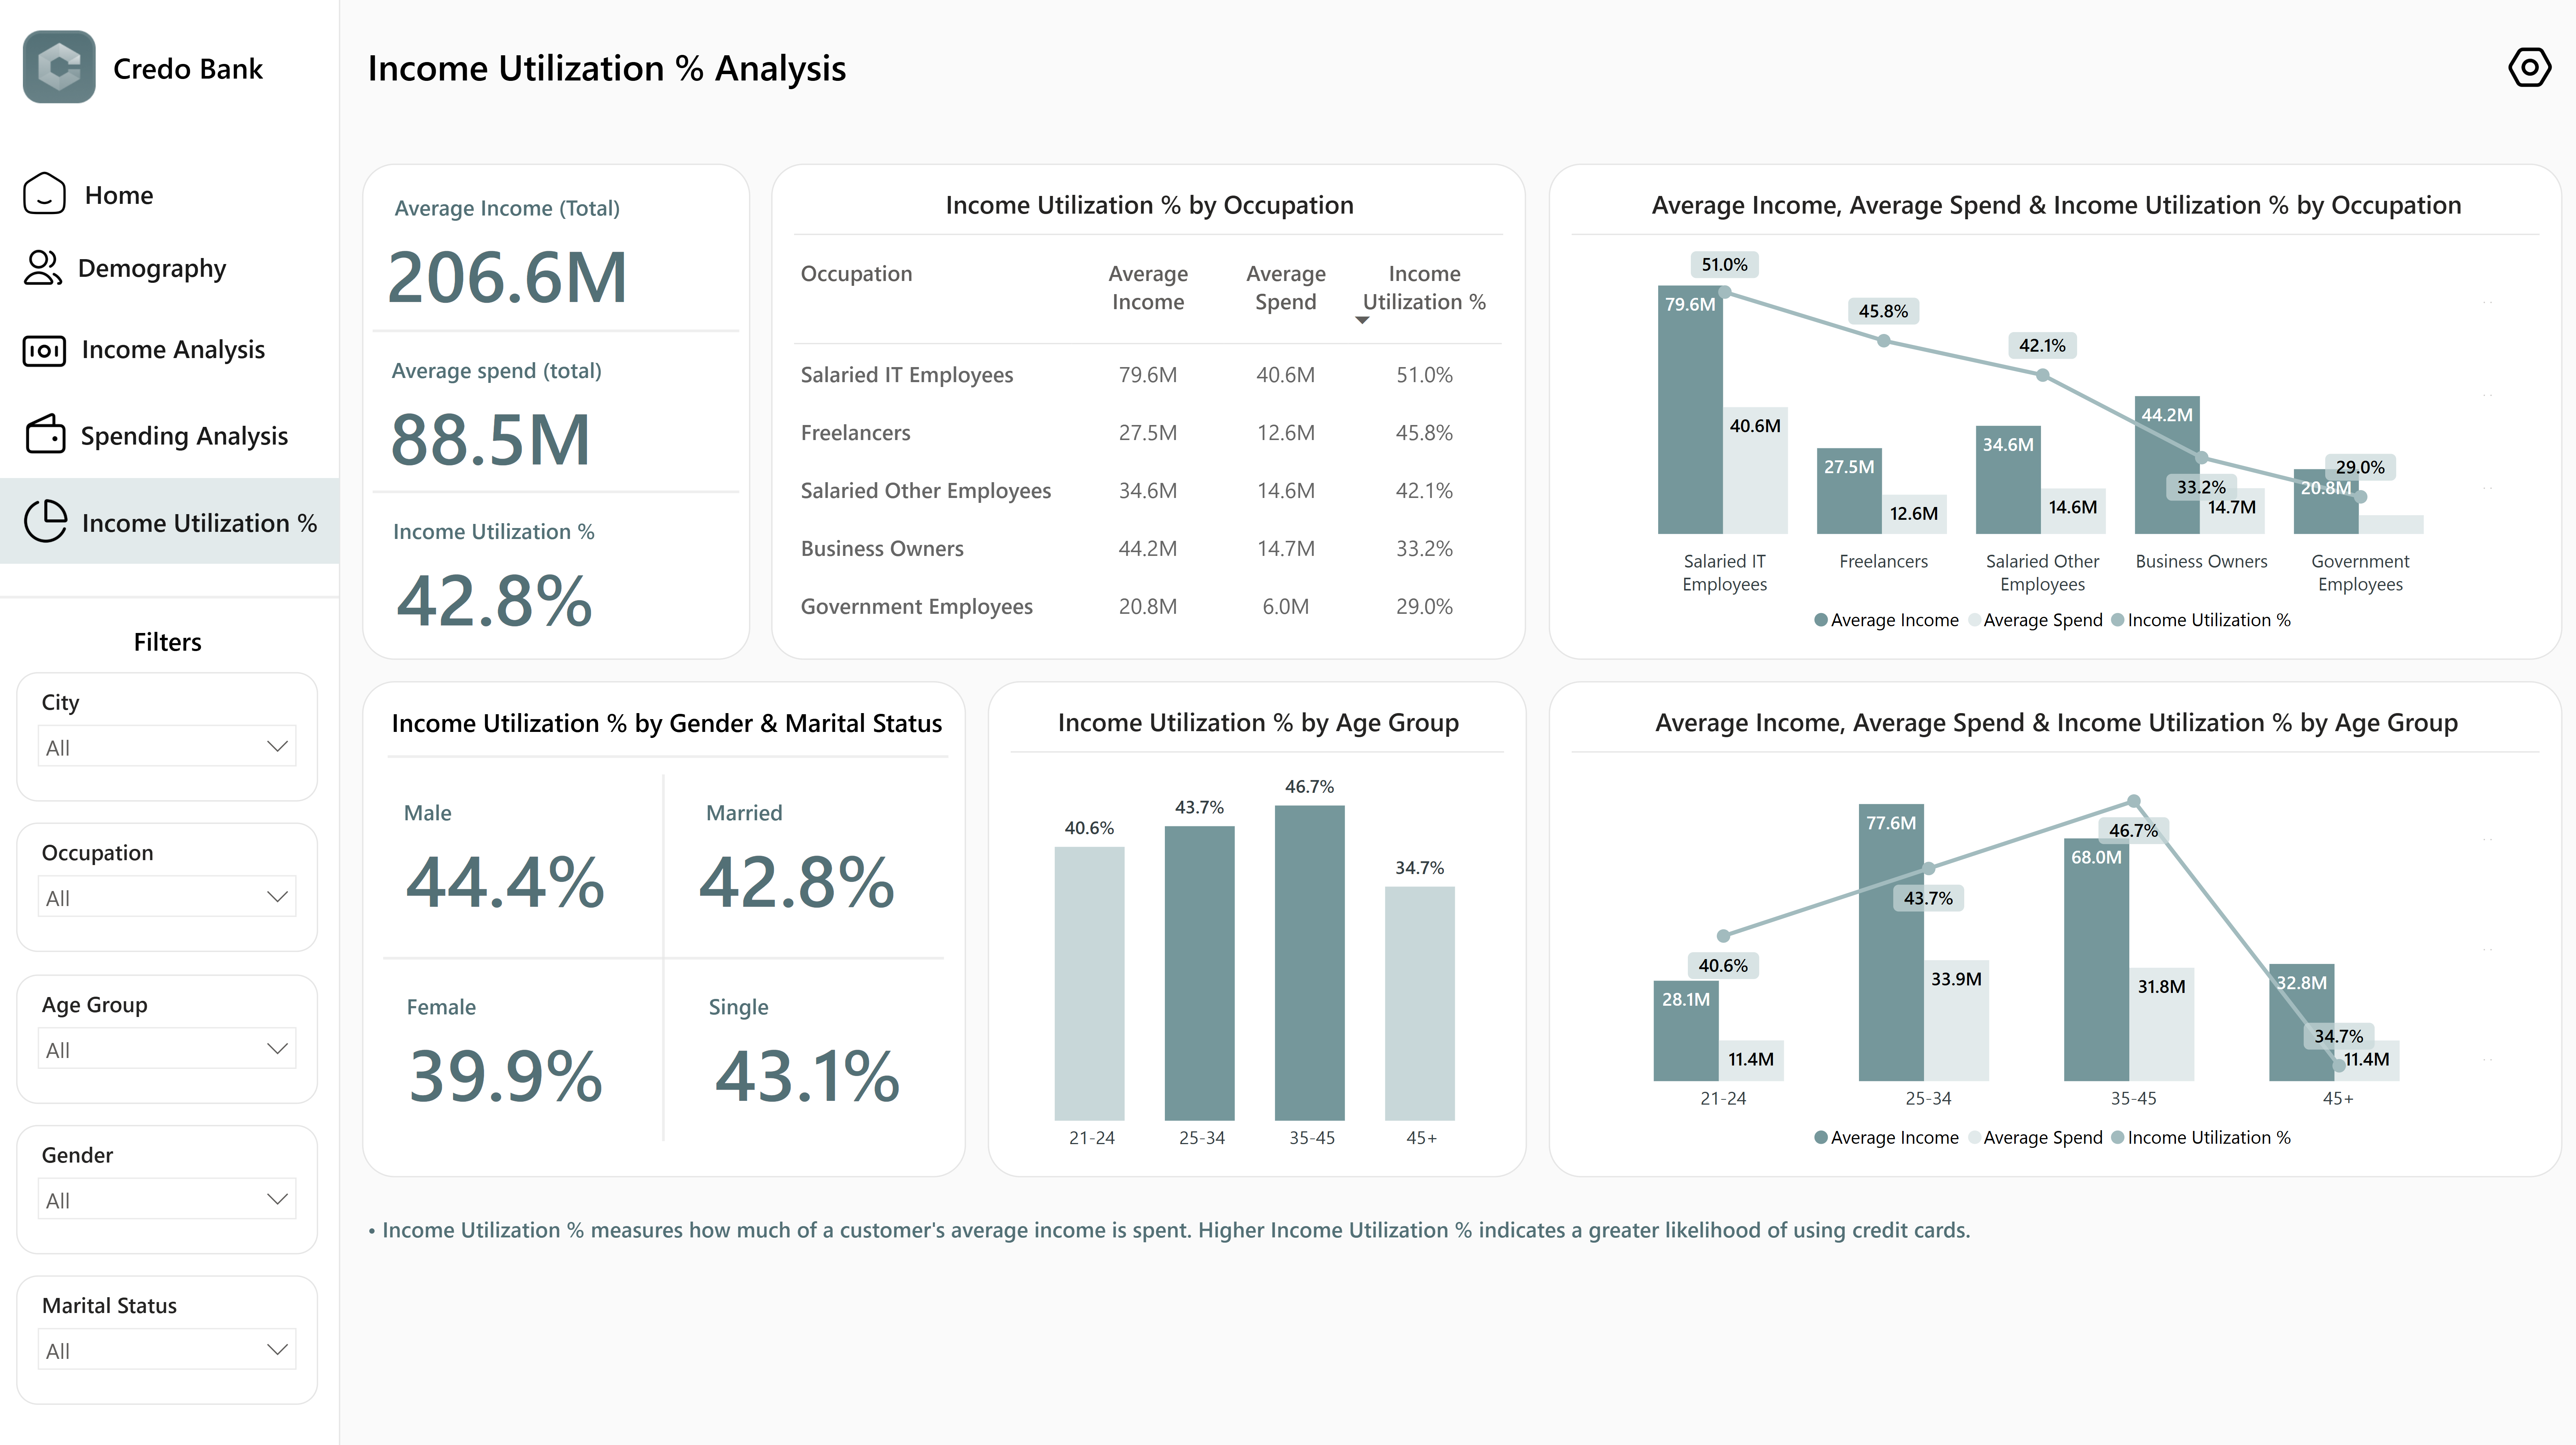 Credo Bank
Income Utilization % Analysis
Home
Demography
Income Analysis
Spending Analysis
Income Utilization %
Filters
City
All
Occupation
All
Age Group
All
Gender
All
Marital Status
All
Average Income (Total)
206.6M
Average spend (total)
88.5M
Income Utilization %
42.8%
Income Utilization % by Occupation
Occupation Average Income Average Spend Income Utilization %
Salaried IT Employees 79.6M 40.6M 51.0%
Freelancers 27.5M 12.6M 45.8%
Salaried Other Employees 34.6M 14.6M 42.1%
Business Owners 44.2M 14.7M 33.2%
Government Employees 20.8M 6.0M 29.0%
Average Income, Average Spend & Income Utilization % by Occupation
51.0%
79.6M
40.6M
45.8%
27.5M
12.6M
42.1%
34.6M
14.6M
44.2M
33.2%
14.7M
29.0%
20.8M
Salaried IT Employees
Freelancers
Salaried Other Employees
Business Owners
Government Employees
Average Income Average Spend Income Utilization %
Income Utilization % by Gender & Marital Status
Male
44.4%
Married
42.8%
Female
39.9%
Single
43.1%
Income Utilization % by Age Group
40.6%
43.7%
46.7%
34.7%
21-24 25-34 35-45 45+
Average Income, Average Spend & Income Utilization % by Age Group
40.6%
28.1M
11.4M
77.6M
43.7%
33.9M
46.7%
68.0M
31.8M
32.8M
34.7%
11.4M
21-24 25-34 35-45 45+
Average Income Average Spend Income Utilization %
• Income Utilization % measures how much of a customer's average income is spent. Higher Income Utilization % indicates a greater likelihood of using credit cards.